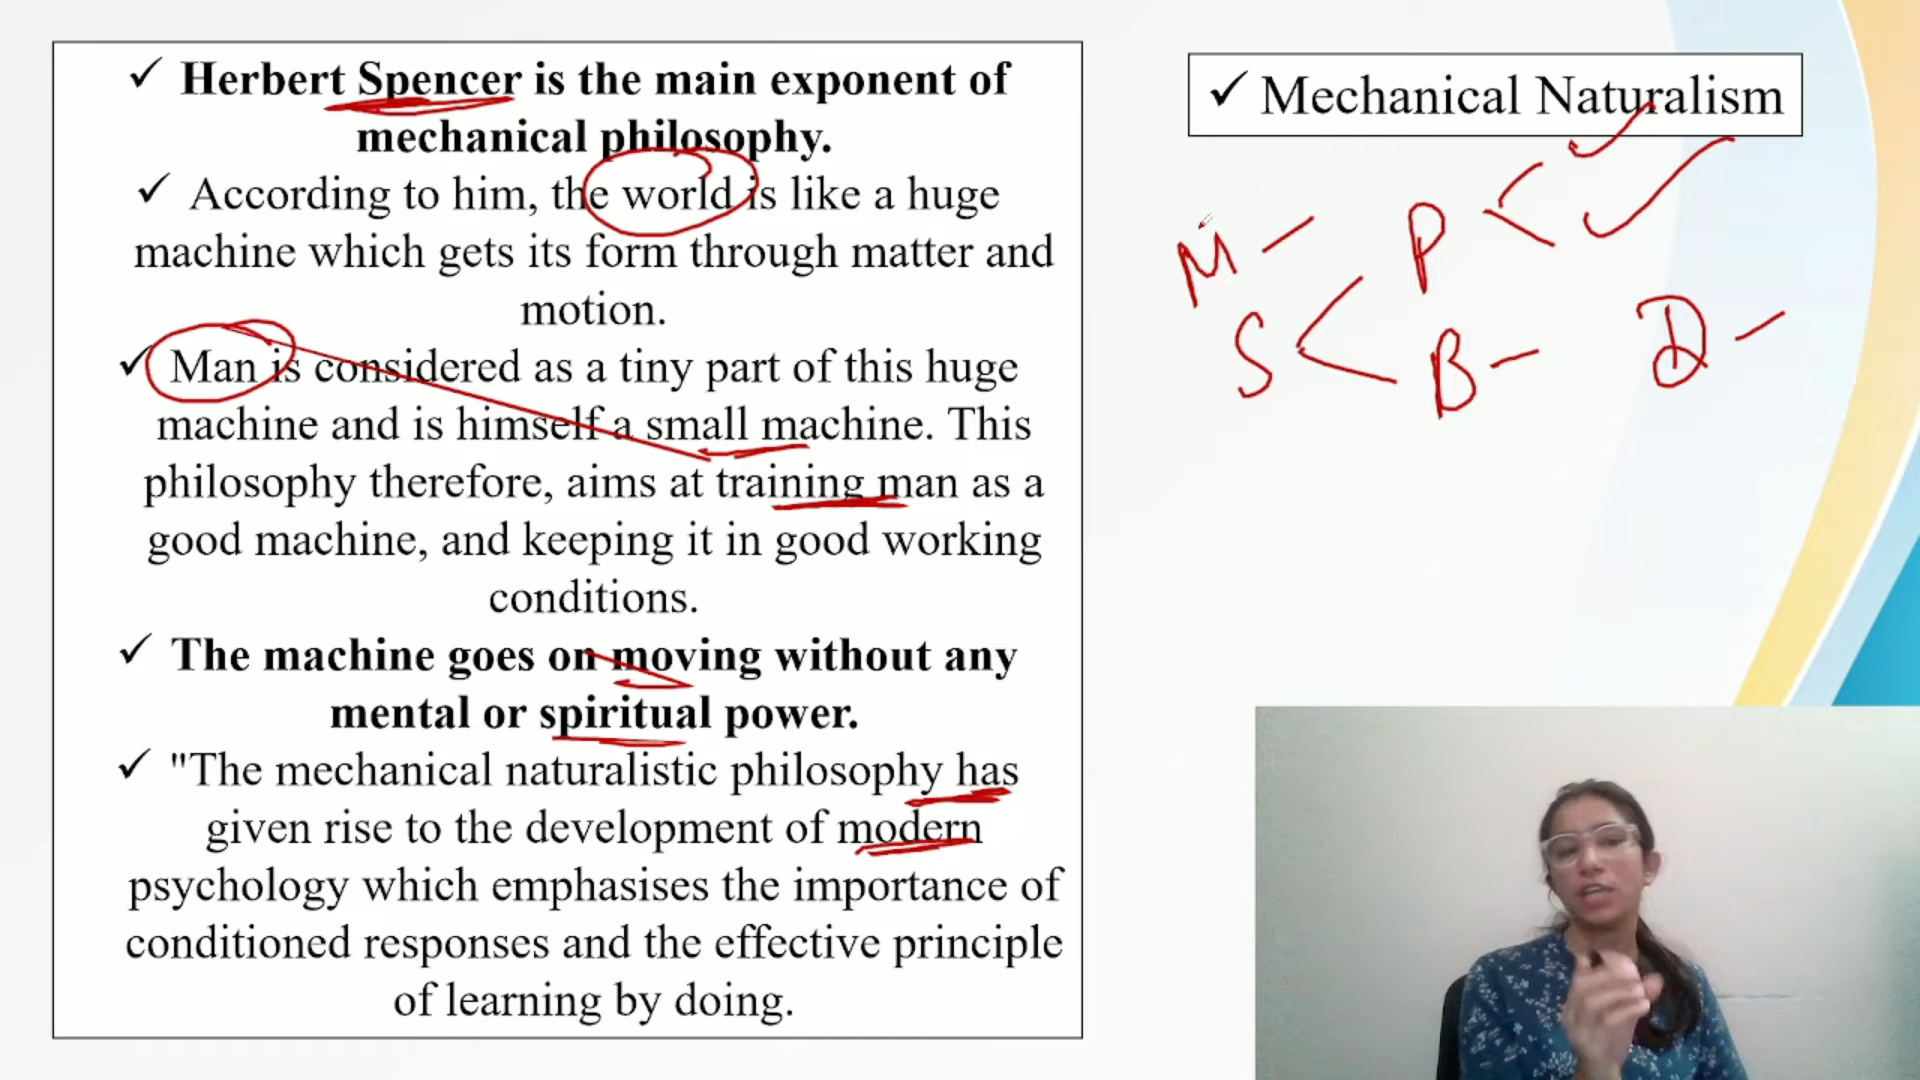 ✓ Herbert Spencer is the main exponent of
mechanical philosophy.
✓ According to him, the world is like a huge
machine which gets its form through matter and
motion.
✓ Man is considered as a tiny part of this huge
machine and is himself a small machine. This
philosophy therefore, aims at training man as a
good machine, and keeping it in good working
conditions.
✓ The machine goes on moving without any
mental or spiritual power.
✓ "The mechanical naturalistic philosophy has
given rise to the development of modern
psychology which emphasises the importance of
conditioned responses and the effective principle
of learning by doing.
✓ Mechanical Naturalism
M – P <
S < B – D –